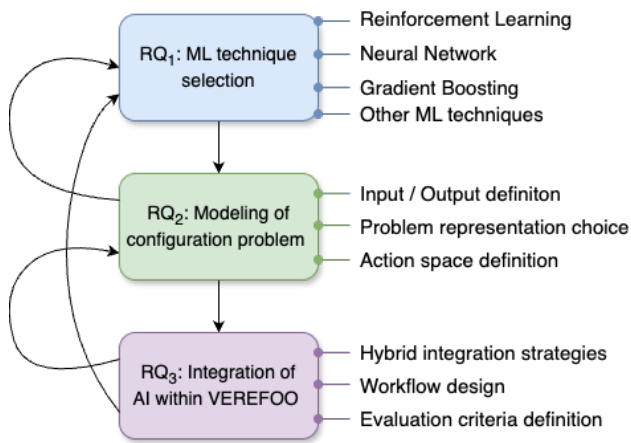 RQ₁: ML technique
selection
Reinforcement Learning
Neural Network
Gradient Boosting
Other ML techniques
RQ₂: Modeling of
configuration problem
Input / Output definiton
Problem representation choice
Action space definition
RQ₃: Integration of
AI within VEREFOO
Hybrid integration strategies
Workflow design
Evaluation criteria definition